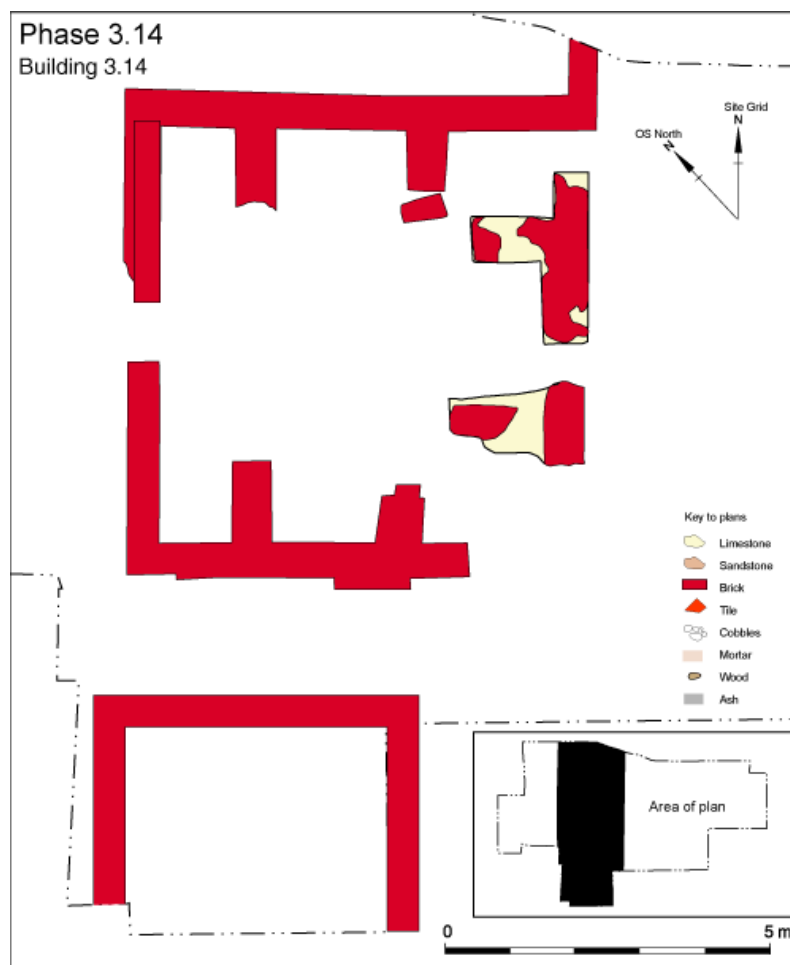 Phase 3.14
Building 3.14
Site Grid
N
OS North
N
Key to plans
Limestone
Sandstone
Brick
Tile
Cobbles
Mortar
Wood
Ash
Area of plan
0 5 m